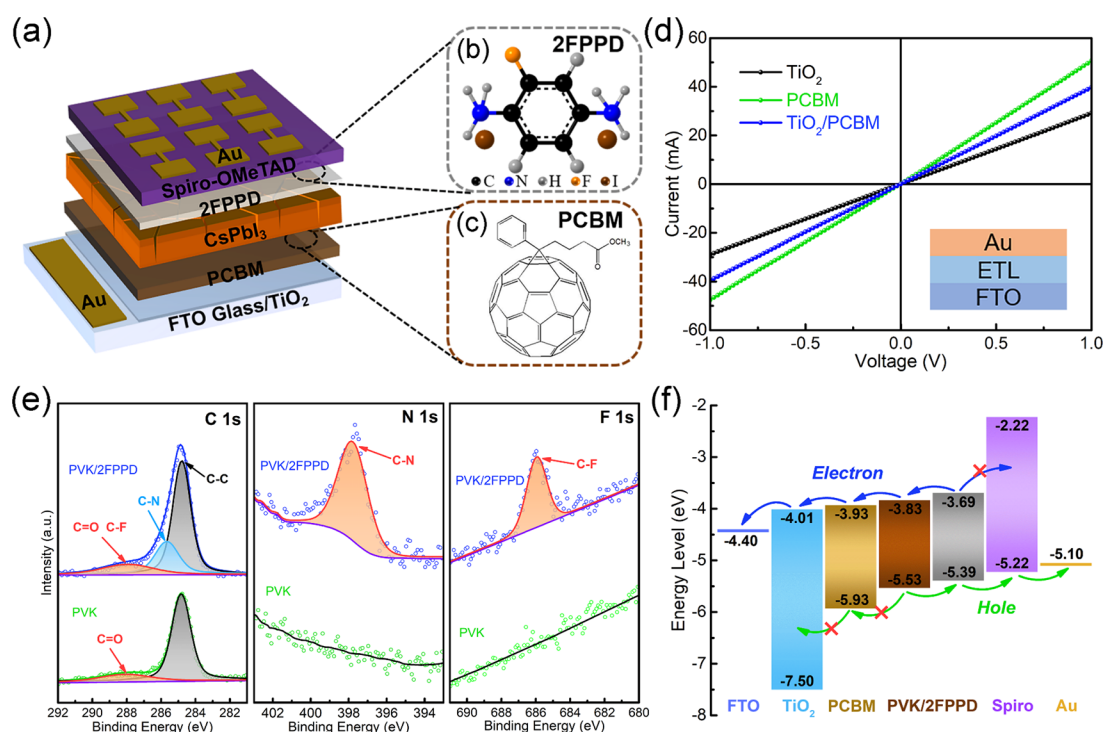 (a)
Au
Spiro-OMeTAD
2FPPD
CsPbI3
PCBM
Au
FTO Glass/TiO2
(b)
2FPPD
C N H F I
(c)
PCBM
OCH3
O
(d)
60
40
20
0
-20
-40
-60
Current (mA)
TiO2
PCBM
TiO2/PCBM
Au
ETL
FTO
-1.0 -0.5 0.0 0.5 1.0
Voltage (V)
(e)
Intensity (a.u.)
C 1s
PVK/2FPPD
C-C
C-N
C=O C-F
PVK
C=O
292 290 288 286 284 282
Binding Energy (eV)
N 1s
PVK/2FPPD
C-N
PVK
402 400 398 396 394
Binding Energy (eV)
F 1s
PVK/2FPPD
C-F
PVK
690 688 686 684 682 680
Binding Energy (eV)
(f)
Energy Level (eV)
-2
-3
-4
-5
-6
-7
-8
Electron
Hole
-4.40
-4.01
-7.50
-3.93
-5.93
-3.83
-5.53
-3.69
-5.39
-2.22
-5.22
-5.10
FTO TiO2 PCBM PVK/2FPPD Spiro Au